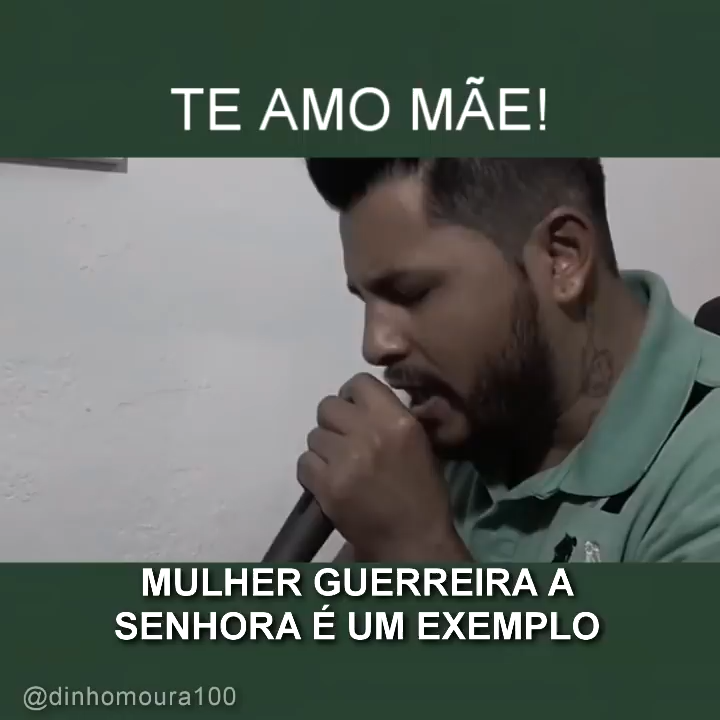 TE AMO MÃE!
MULHER GUERREIRA A
SENHORA É UM EXEMPLO
@dinhomoura100